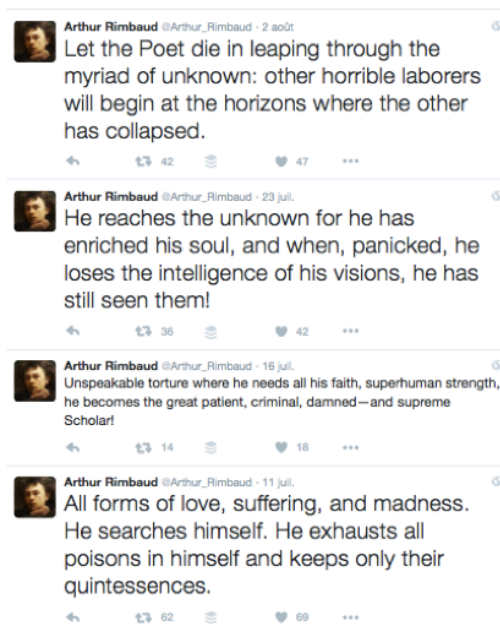 Arthur Rimbaud @Arthur_Rimbaud · 2 août
Let the Poet die in leaping through the
myriad of unknown: other horrible laborers
will begin at the horizons where the other
has collapsed.
42 47
Arthur Rimbaud @Arthur_Rimbaud · 23 juil.
He reaches the unknown for he has
enriched his soul, and when, panicked, he
loses the intelligence of his visions, he has
still seen them!
36 42
Arthur Rimbaud @Arthur_Rimbaud · 16 juil.
Unspeakable torture where he needs all his faith, superhuman strength,
he becomes the great patient, criminal, damned—and supreme
Scholar!
14 18
Arthur Rimbaud @Arthur_Rimbaud · 11 juil.
All forms of love, suffering, and madness.
He searches himself. He exhausts all
poisons in himself and keeps only their
quintessences.
62 69